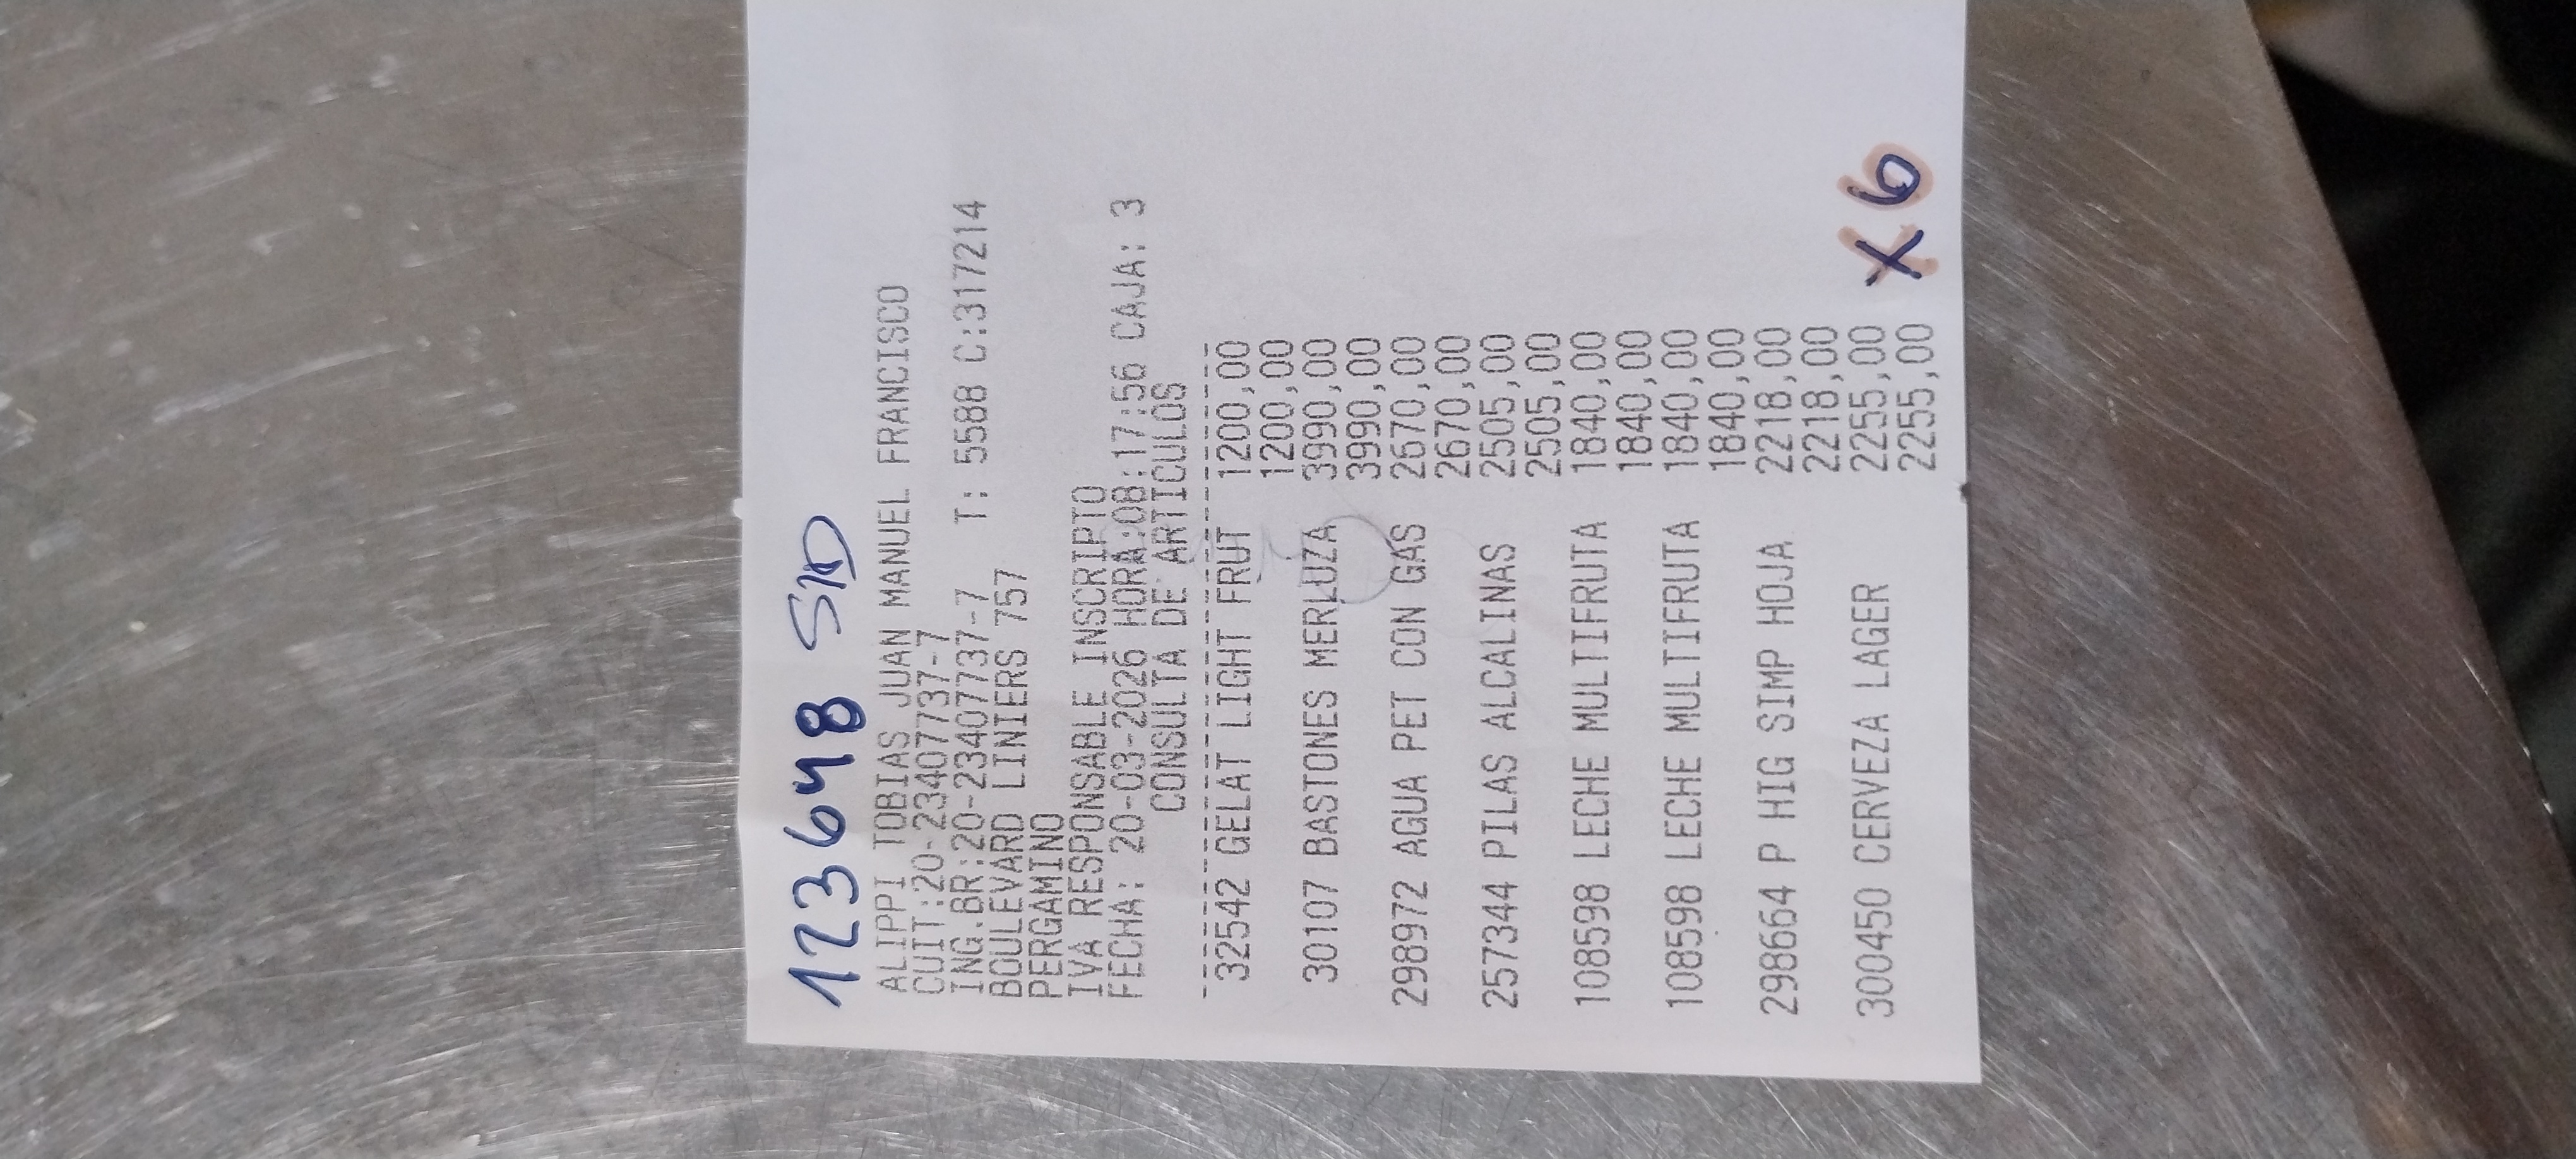 123648 S/D
ALIPPI TOBIAS JUAN MANUEL FRANCISCO
CUIT:20-23407737-7
ING.BR:20-23407737-7 T: 5588 C:317214
BOULEVARD LINIERS 757
PERGAMINO
IVA RESPONSABLE INSCRIPTO
FECHA: 20-03-2026 HORA:08:17:56 CAJA: 3
CONSULTA DE ARTICULOS
32542 GELAT LIGHT FRUT 1200,00
1200,00
30107 BASTONES MERLUZA 3990,00
3990,00
298972 AGUA PET CON GAS 2670,00
2670,00
257344 PILAS ALCALINAS 2505,00
2505,00
108598 LECHE MULTIFRUTA 1840,00
1840,00
108598 LECHE MULTIFRUTA 1840,00
1840,00
298664 P HIG SIMP HOJA 2218,00
2218,00
300450 CERVEZA LAGER 2255,00 X6
2255,00